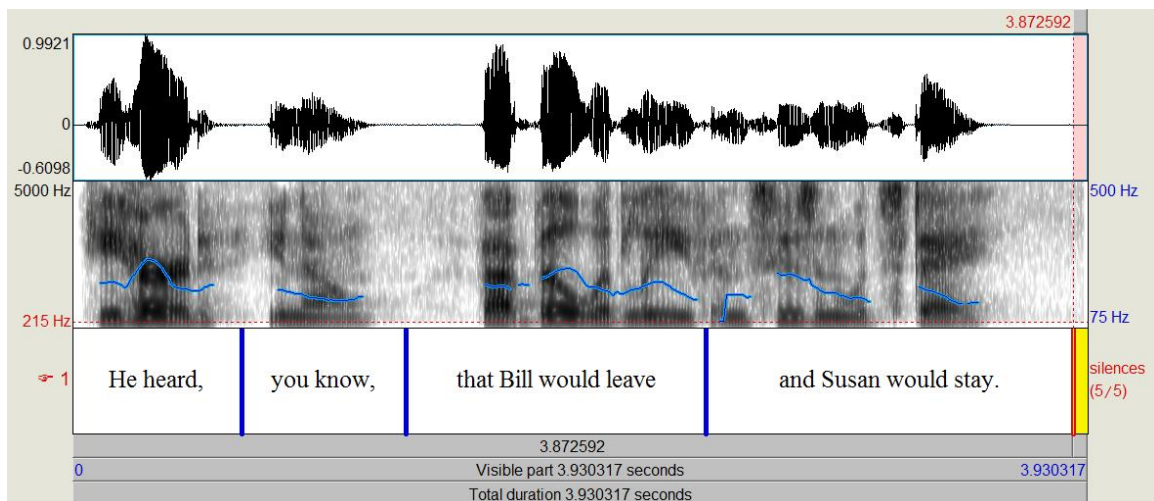 3.872592
0.9921
0
-0.6098
5000 Hz
500 Hz
215 Hz
75 Hz
1
He heard,
you know,
that Bill would leave
and Susan would stay.
silences
(5/5)
3.872592
0
Visible part 3.930317 seconds
3.930317
Total duration 3.930317 seconds